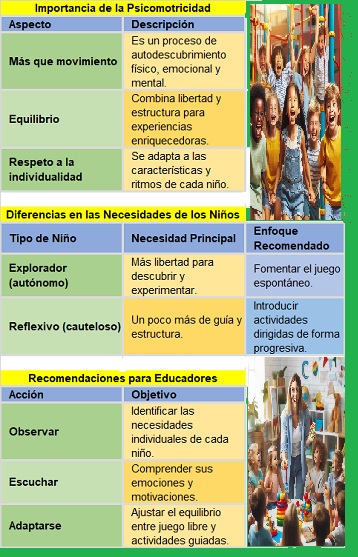 Importancia de la Psicomotricidad
Aspecto Descripción
Más que movimiento
Es un proceso de
autodescubrimiento
físico, emocional y
mental.
Equilibrio
Combina libertad y
estructura para
experiencias
enriquecedoras.
Respeto a la
individualidad
Se adapta a las
características y
ritmos de cada niño.
Diferencias en las Necesidades de los Niños
Tipo de Niño
Necesidad Principal
Enfoque
Recomendado
Explorador
(autónomo)
Más libertad para
descubrir y
experimentar.
Fomentar el juego
espontáneo.
Reflexivo (cauteloso)
Un poco más de guía y
estructura.
Introducir
actividades
dirigidas de forma
progresiva.
Recomendaciones para Educadores
Acción Objetivo
Observar
Identificar las
necesidades
individuales de cada
niño.
Escuchar
Comprender sus
emociones y
motivaciones.
Adaptarse
Ajustar el equilibrio
entre juego libre y
actividades guiadas.